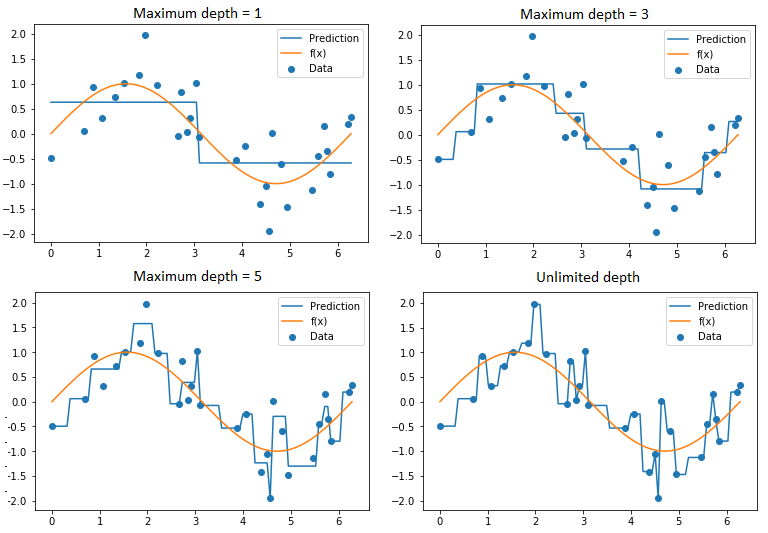 Maximum depth = 1
2.0
1.5
1.0
0.5
0.0
−0.5
−1.0
−1.5
−2.0
0 1 2 3 4 5 6
Prediction
f(x)
Data
Maximum depth = 3
2.0
1.5
1.0
0.5
0.0
−0.5
−1.0
−1.5
−2.0
0 1 2 3 4 5 6
Prediction
f(x)
Data
Maximum depth = 5
2.0
1.5
1.0
0.5
0.0
−0.5
−1.0
−1.5
−2.0
0 1 2 3 4 5 6
Prediction
f(x)
Data
Unlimited depth
2.0
1.5
1.0
0.5
0.0
−0.5
−1.0
−1.5
−2.0
0 1 2 3 4 5 6
Prediction
f(x)
Data